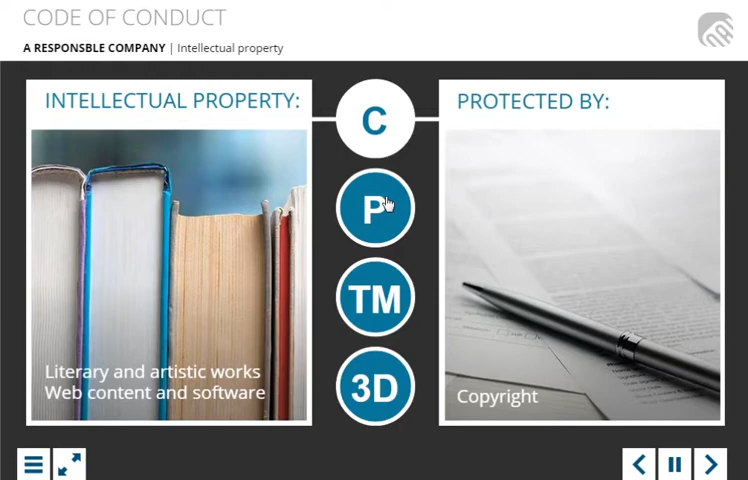 CODE OF CONDUCT
A RESPONSBLE COMPANY | Intellectual property
INTELLECTUAL PROPERTY:
Literary and artistic works
Web content and software
C
P
TM
3D
PROTECTED BY:
Copyright